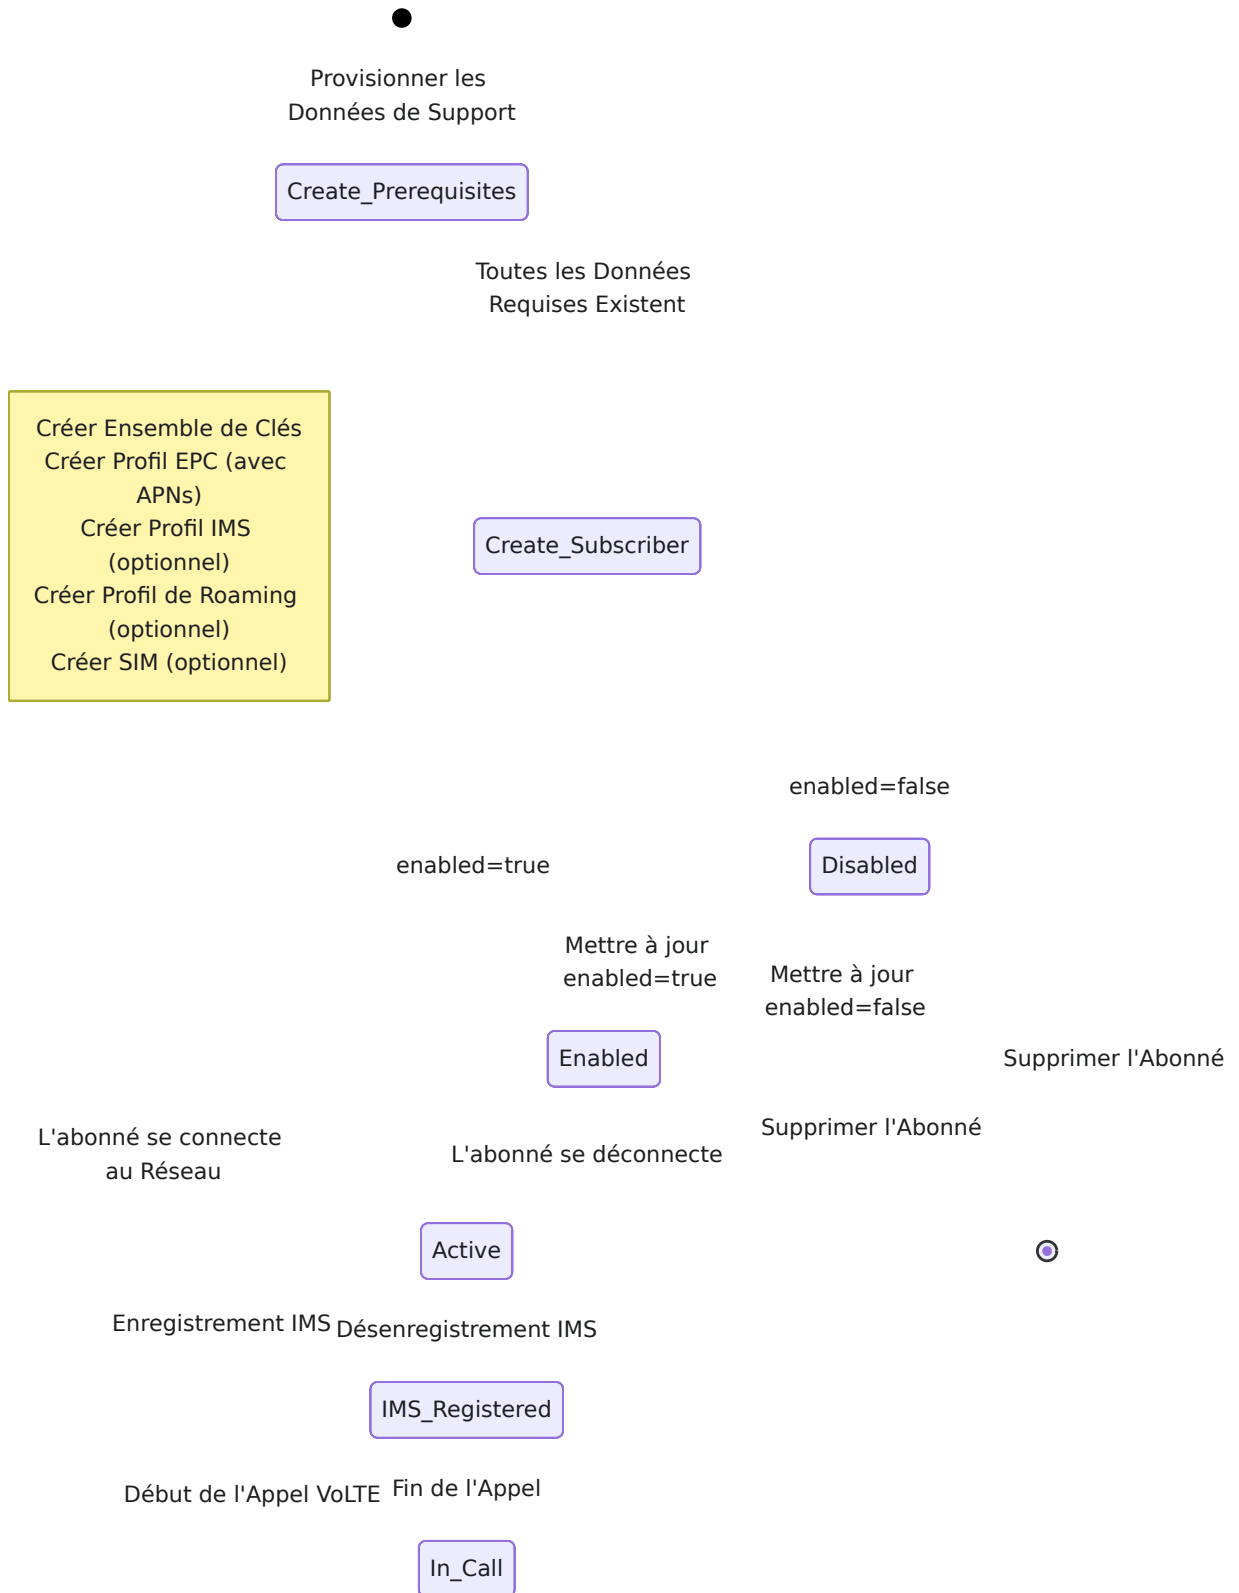 Provisionner les
Données de Support
Create_Prerequisites
Toutes les Données
Requises Existent
Créer Ensemble de Clés
Créer Profil EPC (avec
APNs)
Créer Profil IMS
(optionnel)
Créer Profil de Roaming
(optionnel)
Créer SIM (optionnel)
Create_Subscriber
enabled=false
enabled=true
Disabled
Mettre à jour
enabled=true
Mettre à jour
enabled=false
Enabled
Supprimer l'Abonné
Supprimer l'Abonné
L'abonné se connecte
au Réseau
L'abonné se déconnecte
Active
Enregistrement IMS
Désenregistrement IMS
IMS_Registered
Début de l'Appel VoLTE
Fin de l'Appel
In_Call